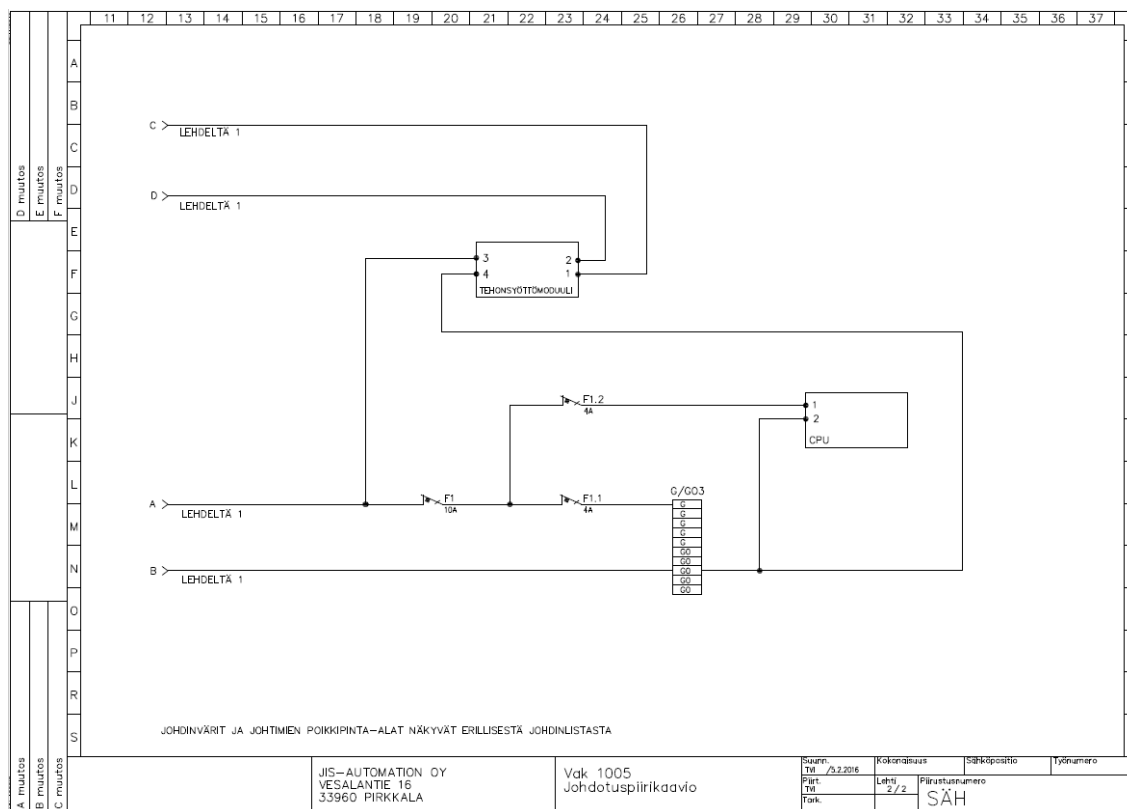 11 12 13 14 15 16 17 18 19 20 21 22 23 24 25 26 27 28 29 30 31 32 33 34 35 36 37
A
B
C
D
E
F
G
H
J
K
L
M
N
O
P
R
S
D muutos
E muutos
F muutos
A muutos
B muutos
C muutos
C
LEHDELTÄ 1
D
LEHDELTÄ 1
3 2
4 1
TEHONSYÖTTÖMODUULI
F1.2
4A
1
2
CPU
A
LEHDELTÄ 1
F1
10A
F1.1
4A
G/G03
G
G
G
G
G
G0
G0
G0
G0
G0
B
LEHDELTÄ 1
JOHDINVÄRIT JA JOHTIMIEN POIKKIPINTA-ALAT NÄKYVÄT ERILLISESTÄ JOHDINLISTASTA
JIS-AUTOMATION OY
VESALANTIE 16
33960 PIRKKALA
Vak 1005
Johdotuspiirikaavio
Suunn.
TVI /5.2.2016
Piirt.
TVI
Tark.
Kokonaisuus
Sähköpositio
Työnumero
Lehti
2/2
Piirustusnumero
SÄH